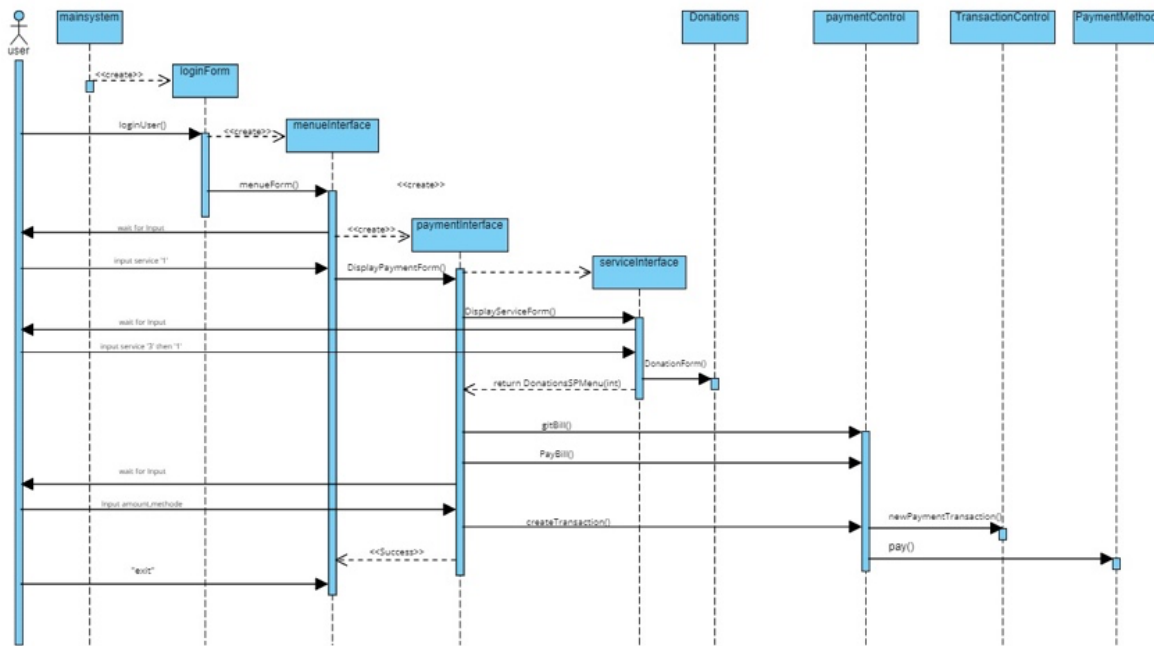 user
mainsystem
Donations
paymentControl
TransactionControl
PaymentMethod
<<create>>
loginForm
loginUser()
<<create>>
menueInterface
menueForm()
<<create>>
wait for Input
<<create>>
paymentInterface
input service '1'
DisplayPaymentForm()
serviceInterface
DisplayServiceForm()
wait for Input
input service '3' then '1'
DonationForm()
return DonationsSPMenu(int)
gitBill()
PayBill()
wait for Input
Input amount,methode
createTransaction()
newPaymentTransaction()
<<Success>>
pay()
"exit"